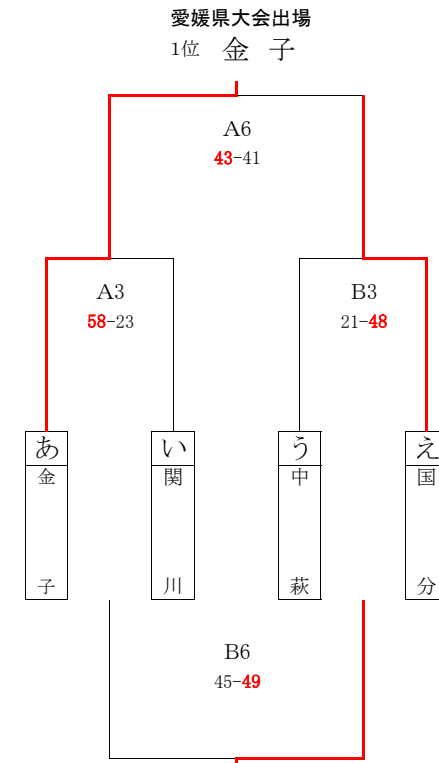 愛媛県大会出場
1位 金 子
A6
43-41
A3
58-23
B3
21-48
あ
金子
い
関川
う
中萩
え
国分
B6
45-49